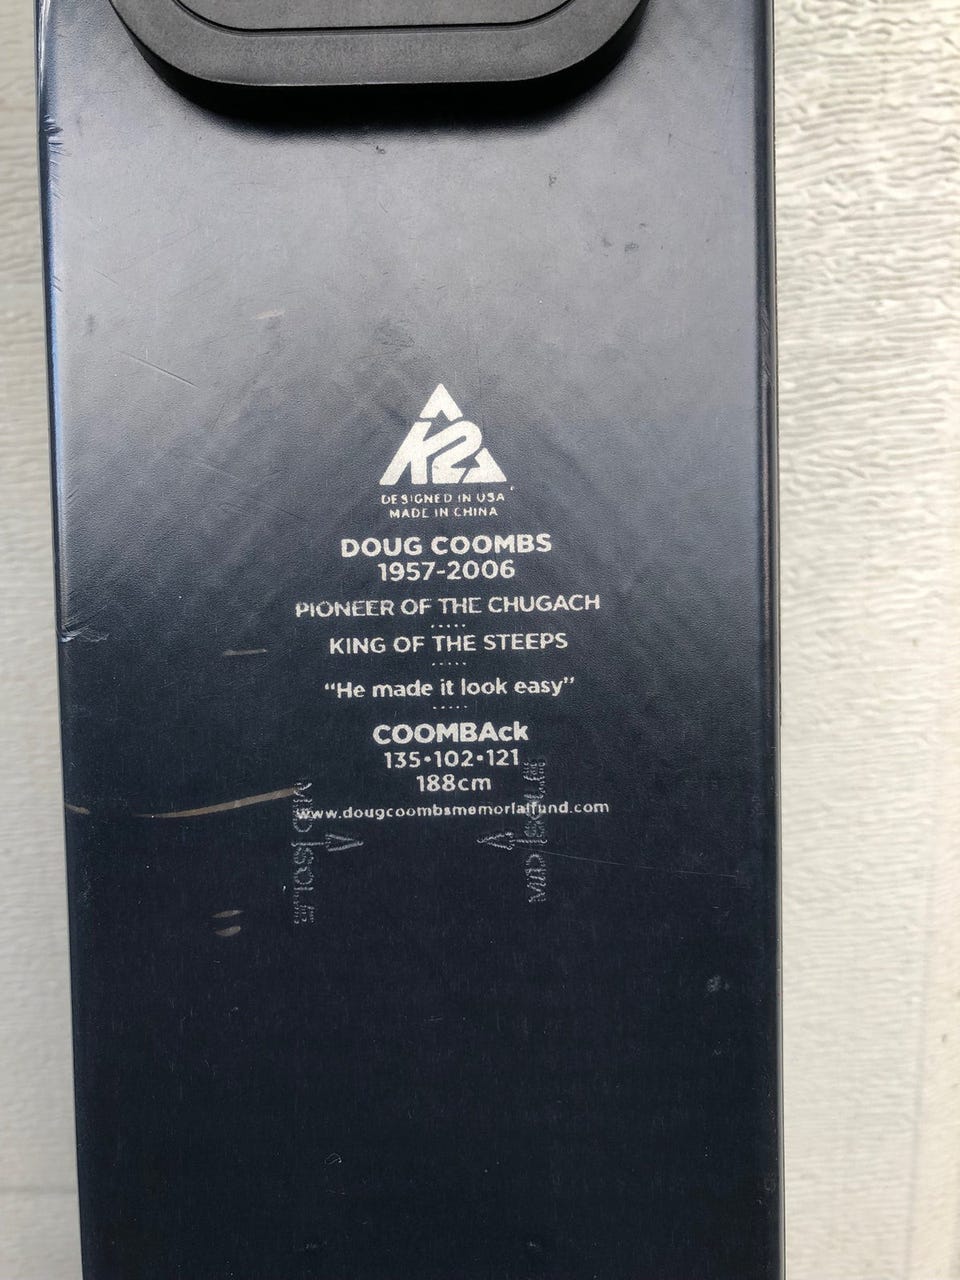 K2
DESIGNED IN USA
MADE IN CHINA
DOUG COOMBS
1957-2006
PIONEER OF THE CHUGACH
KING OF THE STEEPS
“He made it look easy”
COOMBAck
135•102•121
188cm
www.dougcoombsmemorialfund.com